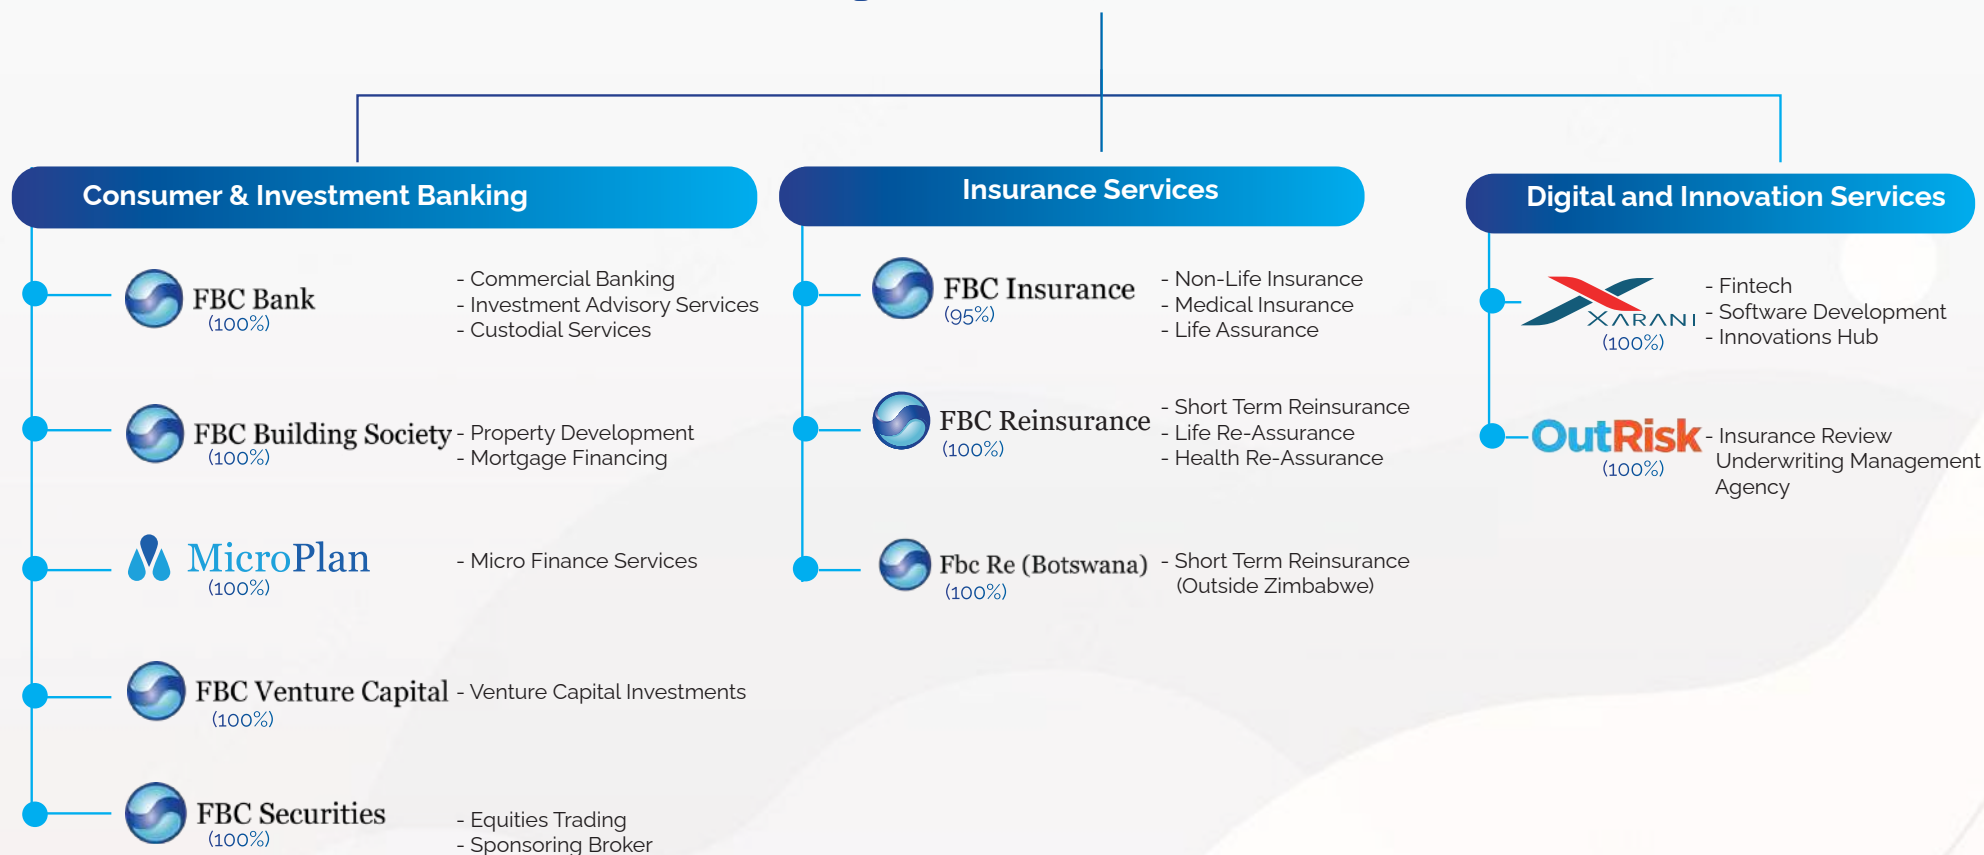 Consumer & Investment Banking
FBC Bank
(100%)
- Commercial Banking
- Investment Advisory Services
- Custodial Services
FBC Building Society
(100%)
- Property Development
- Mortgage Financing
MicroPlan
(100%)
- Micro Finance Services
FBC Venture Capital
(100%)
- Venture Capital Investments
FBC Securities
(100%)
- Equities Trading
- Sponsoring Broker
Insurance Services
FBC Insurance
(95%)
- Non-Life Insurance
- Medical Insurance
- Life Assurance
FBC Reinsurance
(100%)
- Short Term Reinsurance
- Life Re-Assurance
- Health Re-Assurance
Fbc Re (Botswana)
(100%)
- Short Term Reinsurance
(Outside Zimbabwe)
Digital and Innovation Services
XARANI
(100%)
- Fintech
- Software Development
- Innovations Hub
OutRisk
(100%)
- Insurance Review
Underwriting Management
Agency